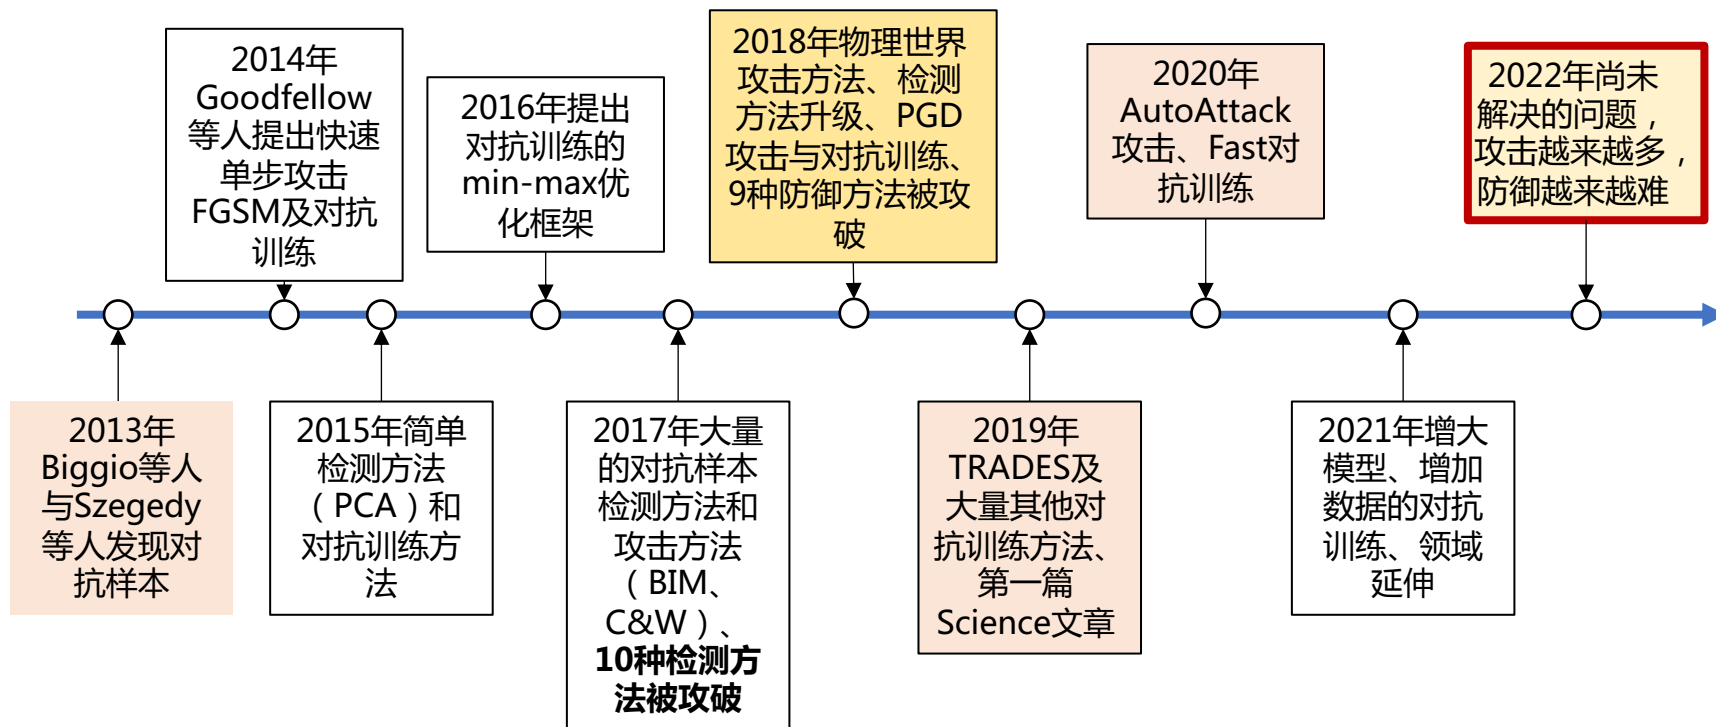 2014年
Goodfellow
等人提出快速
单步攻击
FGSM及对抗
训练
2016年提出
对抗训练的
min-max优
化框架
2018年物理世界
攻击方法、检测
方法升级、PGD
攻击与对抗训练、
9种防御方法被攻
破
2020年
AutoAttack
攻击、Fast对
抗训练
2022年尚未
解决的问题，
攻击越来越多，
防御越来越难
2013年
Biggio等人
与Szegedy
等人发现对
抗样本
2015年简单
检测方法
（PCA）和
对抗训练方
法
2017年大量
的对抗样本
检测方法和
攻击方法
（BIM、
C&W）、
10种检测方
法被攻破
2019年
TRADES及
大量其他对
抗训练方法、
第一篇
Science文章
2021年增大
模型、增加
数据的对抗
训练、领域
延伸